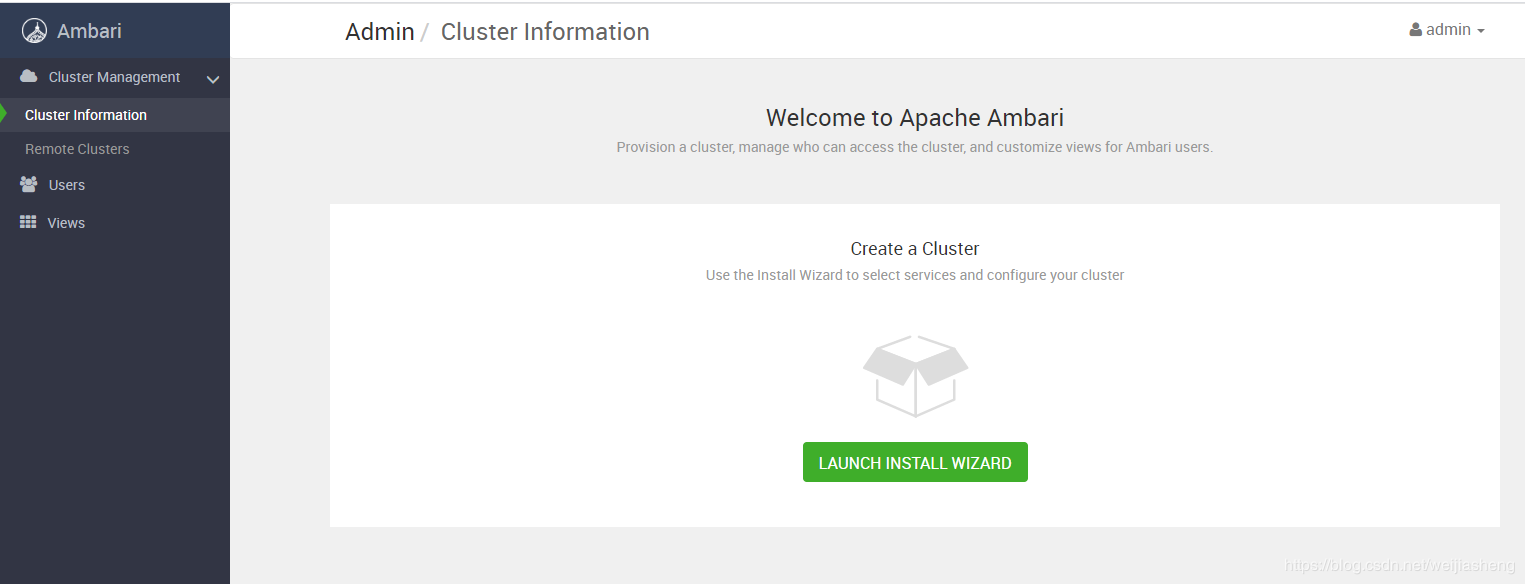 Ambari
Admin / Cluster Information
admin
Cluster Management
Cluster Information
Remote Clusters
Users
Views
Welcome to Apache Ambari
Provision a cluster, manage who can access the cluster, and customize views for Ambari users.
Create a Cluster
Use the Install Wizard to select services and configure your cluster
LAUNCH INSTALL WIZARD
https://blog.csdn.net/weijiasheng